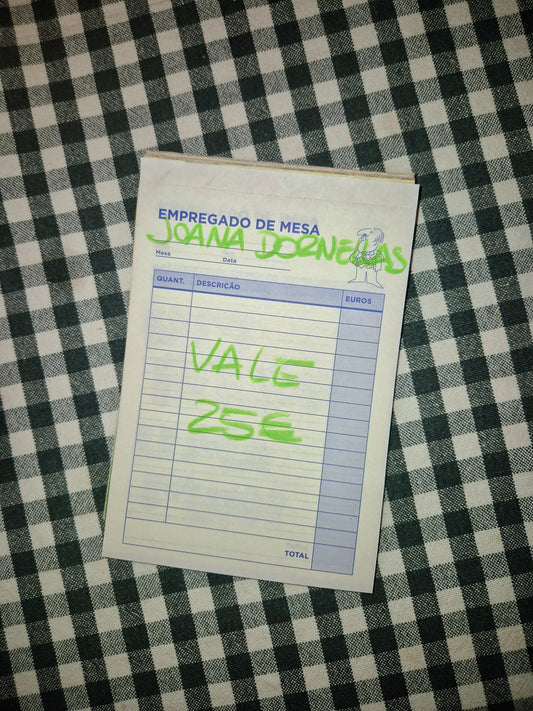 EMPREGADO DE MESA
JOANA DORNELLAS
Mesa Data
QUANT. DESCRIÇÃO EUROS
VALE
25€
TOTAL